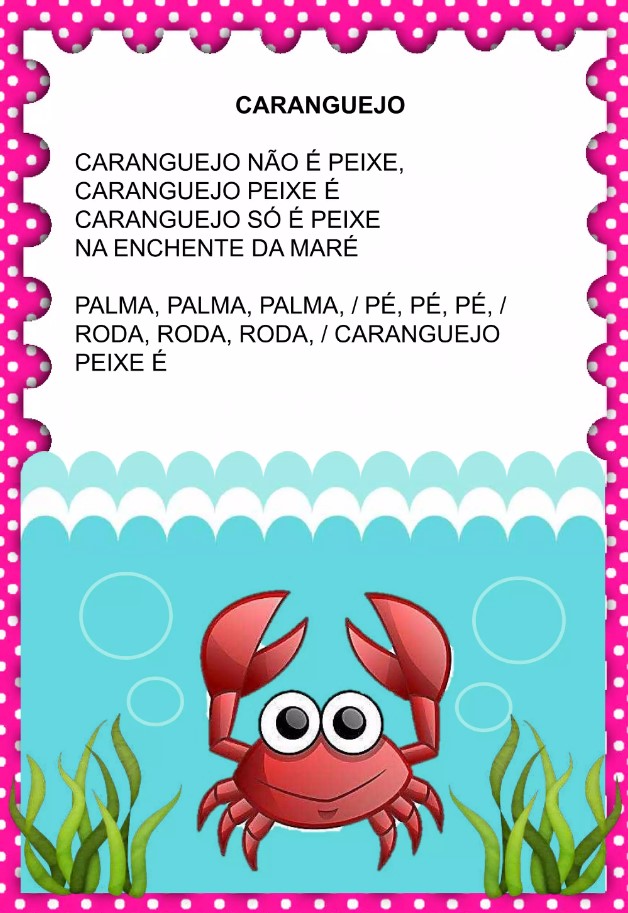 CARANGUEJO
CARANGUEJO NÃO É PEIXE,
CARANGUEJO PEIXE É
CARANGUEJO SÓ É PEIXE
NA ENCHENTE DA MARÉ
PALMA, PALMA, PALMA, / PÉ, PÉ, PÉ, /
RODA, RODA, RODA, / CARANGUEJO
PEIXE É